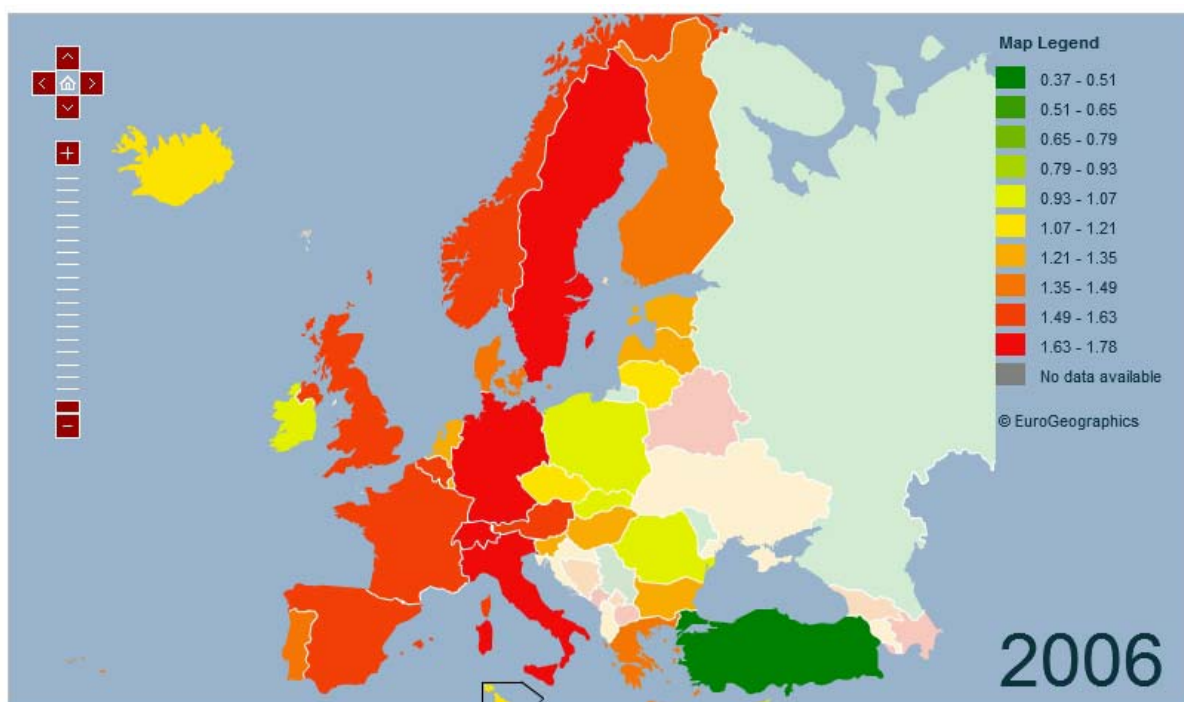 Map Legend
0.37 - 0.51
0.51 - 0.65
0.65 - 0.79
0.79 - 0.93
0.93 - 1.07
1.07 - 1.21
1.21 - 1.35
1.35 - 1.49
1.49 - 1.63
1.63 - 1.78
No data available
© EuroGeographics
2006